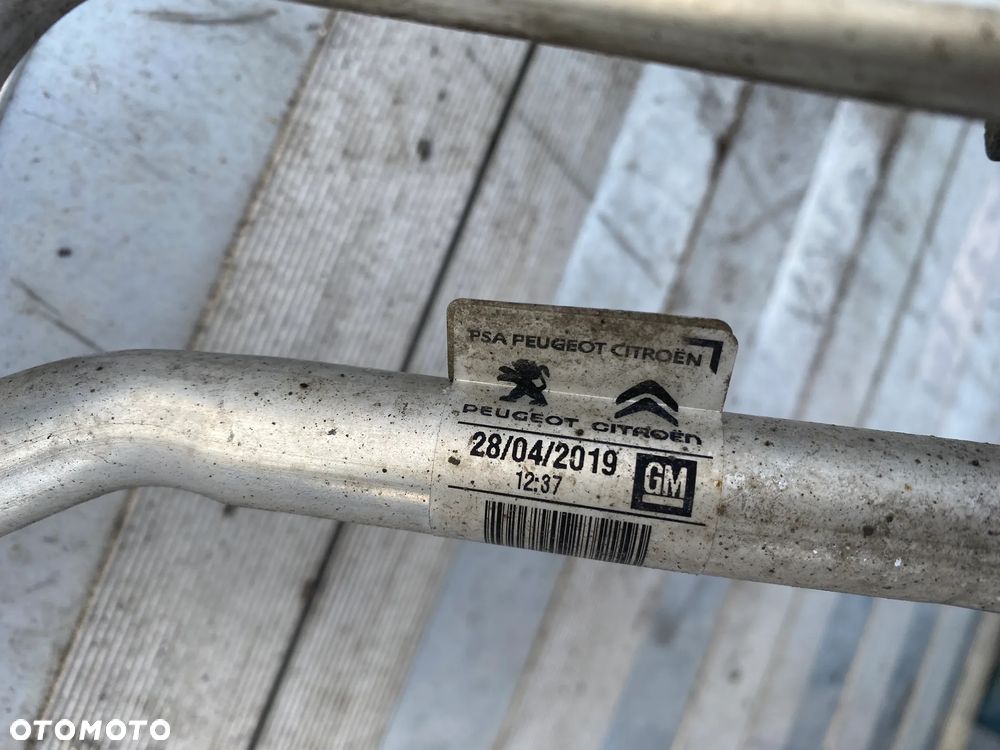 PSA PEUGEOT CITROËN
PEUGEOT CITROËN
28/04/2019
GM
12:37
OTOMOTO